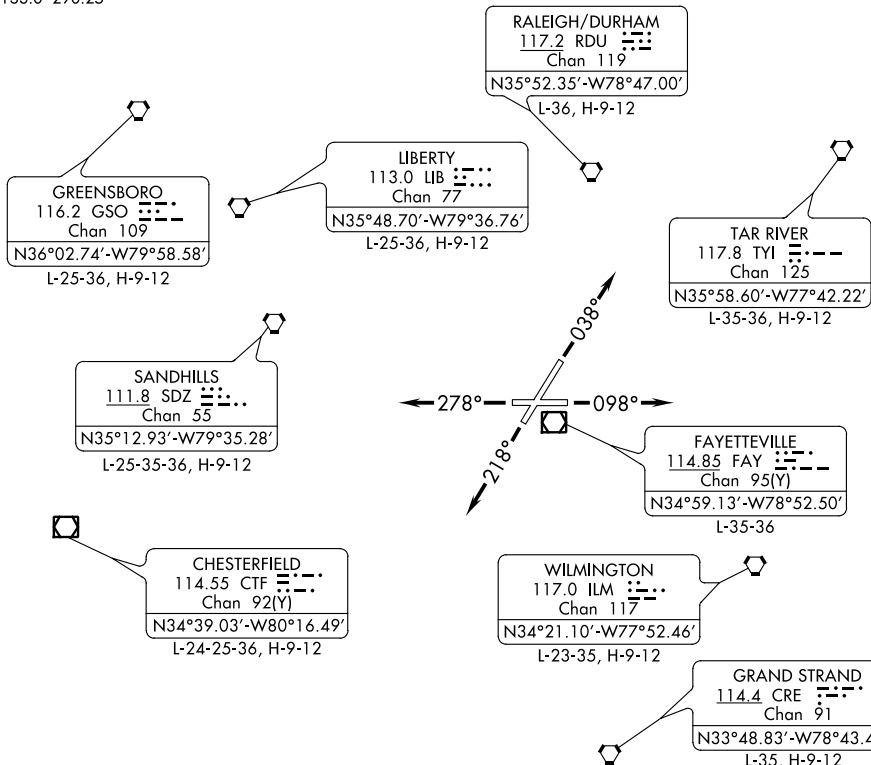 RALEIGH/DURHAM
117.2 RDU
Chan 119
N35°52.35'-W78°47.00'
L-36, H-9-12
LIBERTY
113.0 LIB
Chan 77
N35°48.70'-W79°36.76'
L-25-36, H-9-12
GREENSBORO
116.2 GSO
Chan 109
N36°02.74'-W79°58.58'
L-25-36, H-9-12
TAR RIVER
117.8 TYI
Chan 125
N35°58.60'-W77°42.22'
L-35-36, H-9-12
SANDHILLS
111.8 SDZ
Chan 55
N35°12.93'-W79°35.28'
L-25-35-36, H-9-12
038°
278°
098°
218°
FAYETTEVILLE
114.85 FAY
Chan 95(Y)
N34°59.13'-W78°52.50'
L-35-36
CHESTERFIELD
114.55 CTF
Chan 92(Y)
N34°39.03'-W80°16.49'
L-24-25-36, H-9-12
WILMINGTON
117.0 ILM
Chan 117
N34°21.10'-W77°52.46'
L-23-35, H-9-12
GRAND STRAND
114.4 CRE
Chan 91
N33°48.83'-W78°43.4
L-35, H-9-12